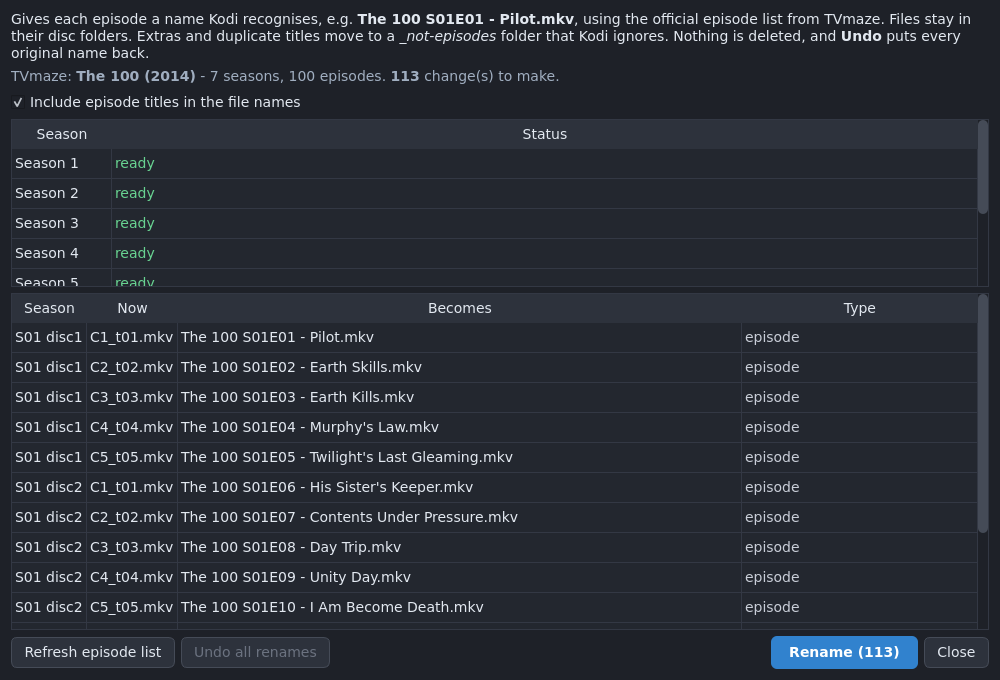 Gives each episode a name Kodi recognises, e.g. The 100 S01E01 - Pilot.mkv, using the official episode list from TVmaze. Files stay in
their disc folders. Extras and duplicate titles move to a _not-episodes folder that Kodi ignores. Nothing is deleted, and Undo puts every
original name back.
TVmaze: The 100 (2014) - 7 seasons, 100 episodes. 113 change(s) to make.
✓ Include episode titles in the file names
Season Status
Season 1 ready
Season 2 ready
Season 3 ready
Season 4 ready
Season 5 ready
Season Now Becomes Type
S01 disc1 C1_t01.mkv The 100 S01E01 - Pilot.mkv episode
S01 disc1 C2_t02.mkv The 100 S01E02 - Earth Skills.mkv episode
S01 disc1 C3_t03.mkv The 100 S01E03 - Earth Kills.mkv episode
S01 disc1 C4_t04.mkv The 100 S01E04 - Murphy's Law.mkv episode
S01 disc1 C5_t05.mkv The 100 S01E05 - Twilight's Last Gleaming.mkv episode
S01 disc2 C1_t01.mkv The 100 S01E06 - His Sister's Keeper.mkv episode
S01 disc2 C2_t02.mkv The 100 S01E07 - Contents Under Pressure.mkv episode
S01 disc2 C3_t03.mkv The 100 S01E08 - Day Trip.mkv episode
S01 disc2 C4_t04.mkv The 100 S01E09 - Unity Day.mkv episode
S01 disc2 C5_t05.mkv The 100 S01E10 - I Am Become Death.mkv episode
Refresh episode list Undo all renames Rename (113) Close